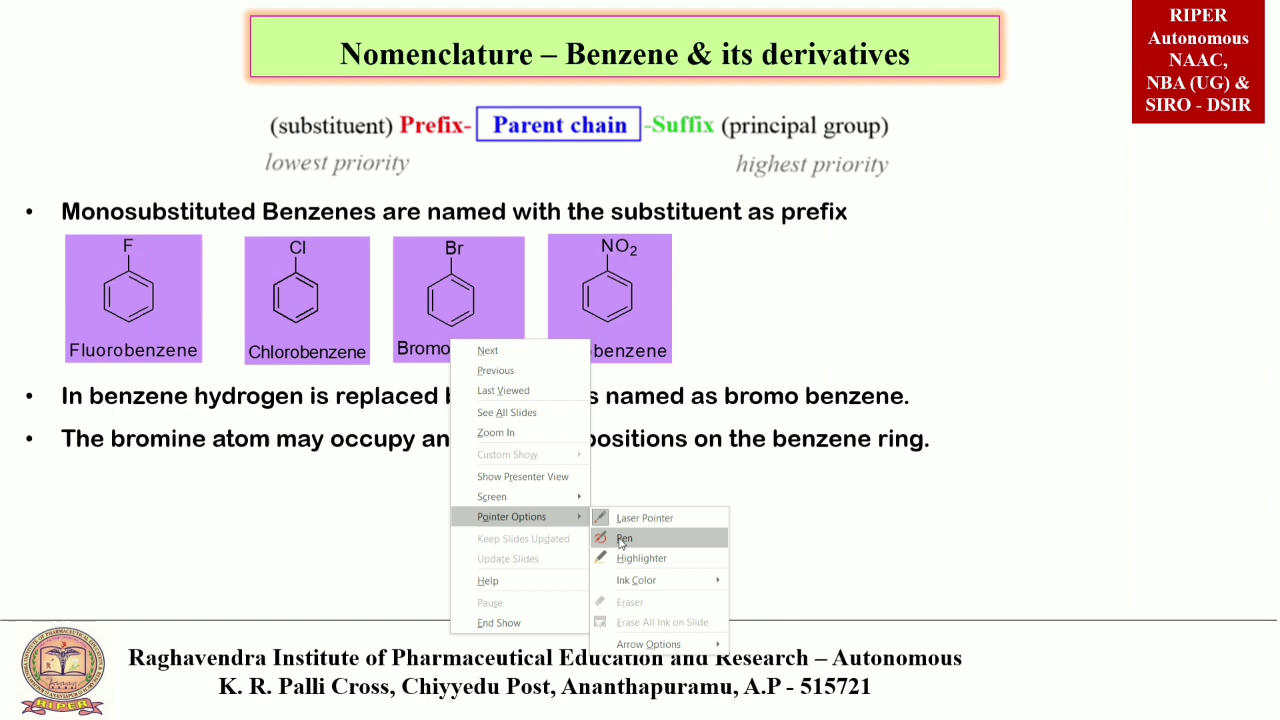 Nomenclature – Benzene & its derivatives
RIPER
Autonomous
NAAC,
NBA (UG) &
SIRO - DSIR
(substituent) Prefix- Parent chain -Suffix (principal group)
lowest priority highest priority
• Monosubstituted Benzenes are named with the substituent as prefix
F Cl Br NO2
Fluorobenzene Chlorobenzene Bromo benzene
• In benzene hydrogen is replaced named as bromo benzene.
• The bromine atom may occupy positions on the benzene ring.
Next
Previous
Last Viewed
See All Slides
Zoom In
Custom Show
Show Presenter View
Screen
Pointer Options
Keep Slides Updated
Update Slides
Help
Pause
End Show
Laser Pointer
Pen
Highlighter
Ink Color
Eraser
Erase All Ink on Slide
Arrow Options
Raghavendra Institute of Pharmaceutical Education and Research – Autonomous
K. R. Palli Cross, Chiyyedu Post, Ananthapuramu, A.P - 515721
RIPER